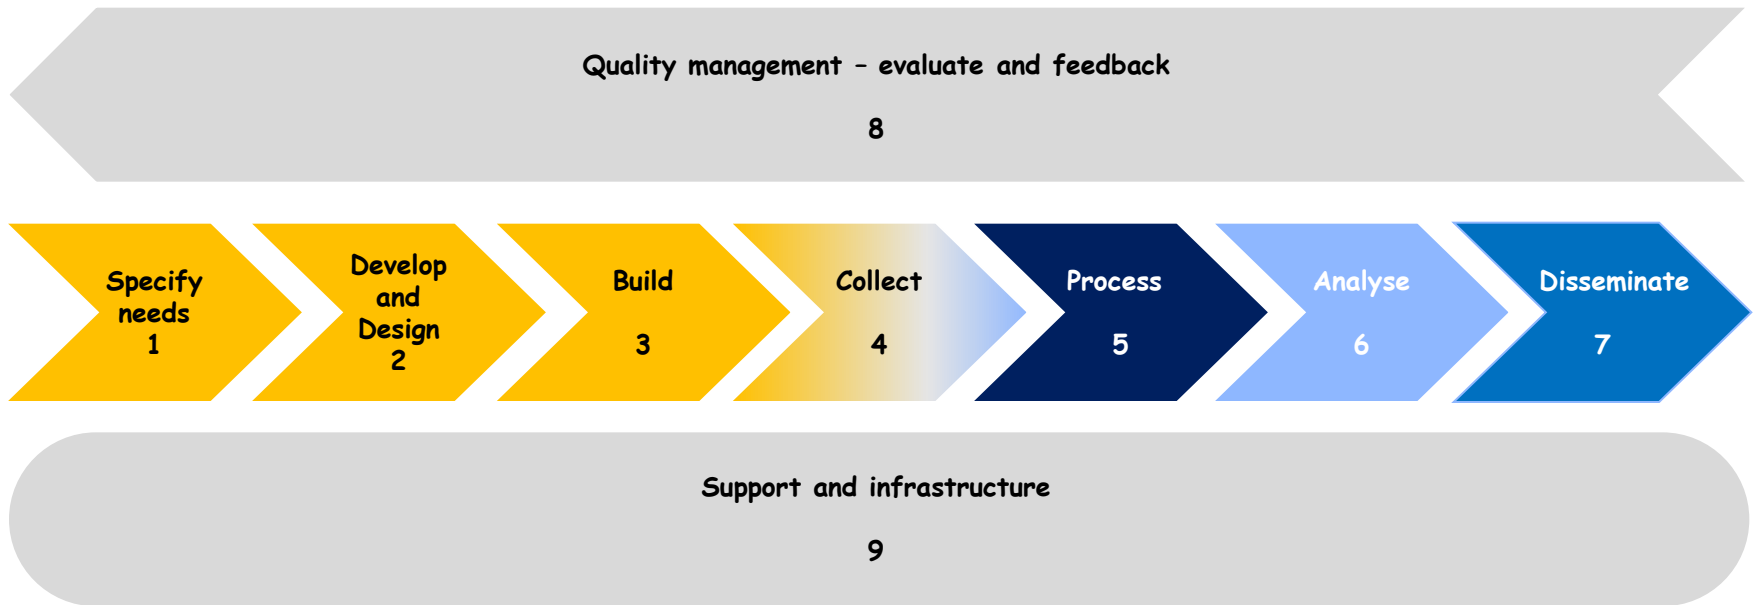 Quality management – evaluate and feedback
8
Specify
needs
1
Develop
and
Design
2
Build
3
Collect
4
Process
5
Analyse
6
Disseminate
7
Support and infrastructure
9